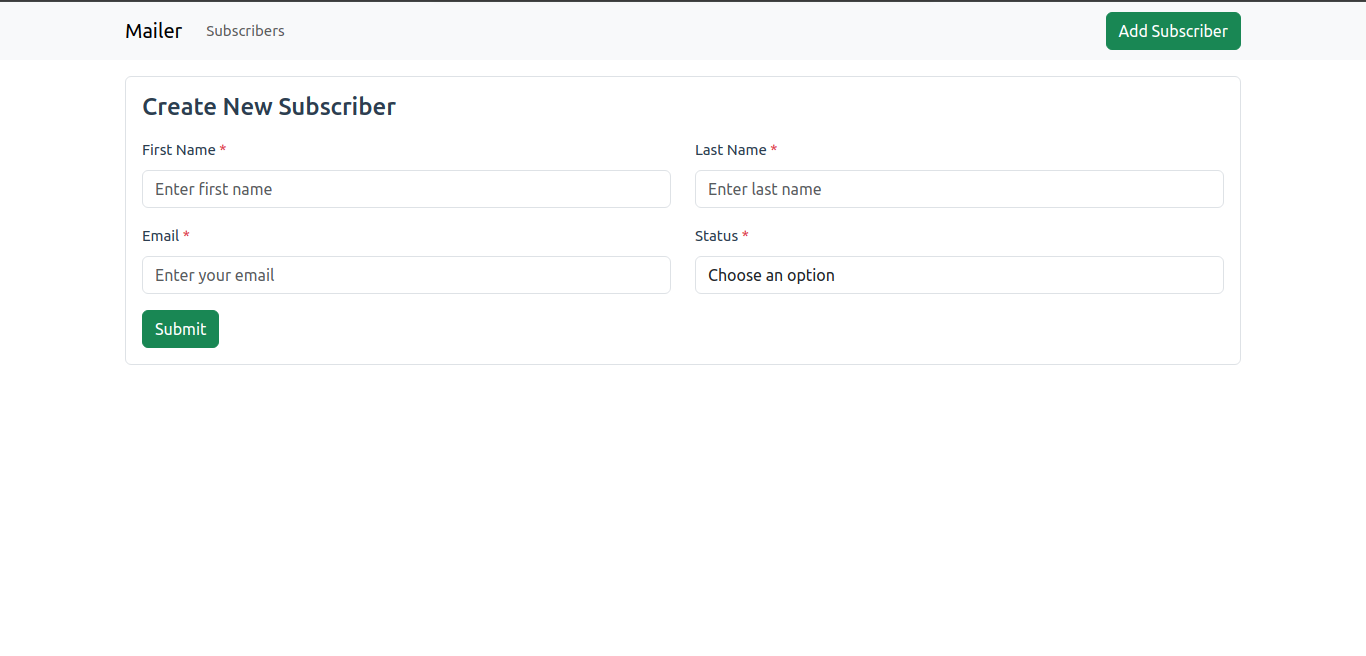 Mailer Subscribers Add Subscriber
Create New Subscriber
First Name * Last Name *
Enter first name Enter last name
Email * Status *
Enter your email Choose an option
Submit